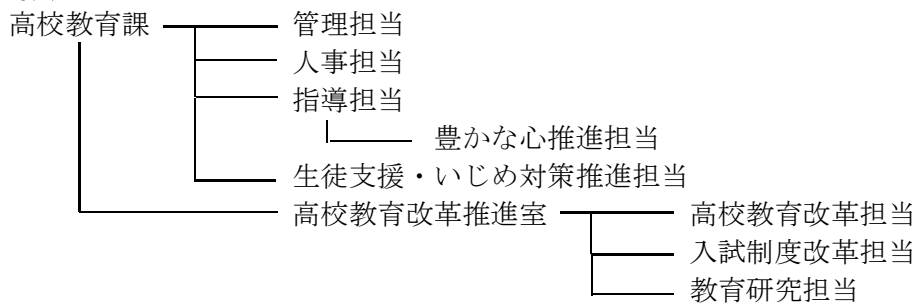 高校教育課 管理担当
人事担当
指導担当
豊かな心推進担当
生徒支援・いじめ対策推進担当
高校教育改革推進室 高校教育改革担当
入試制度改革担当
教育研究担当